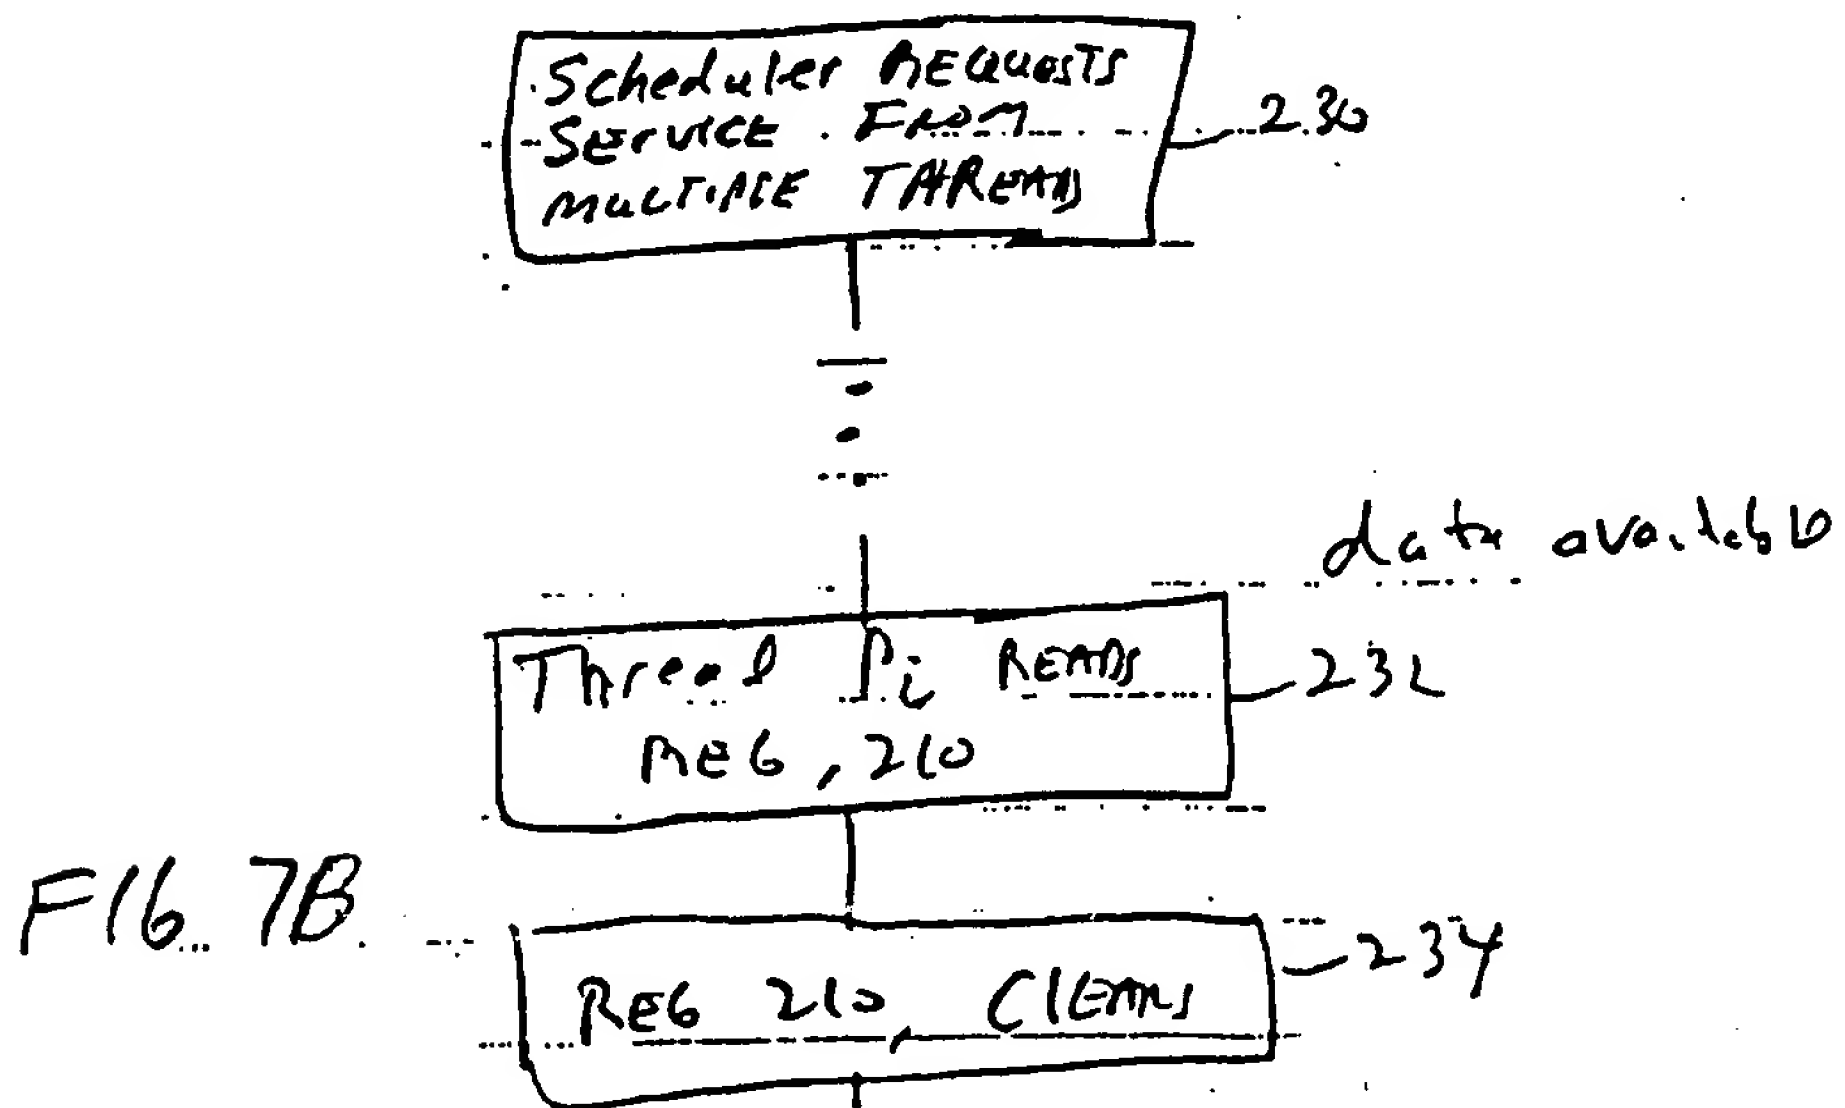 Scheduler REQUESTS
SERVICE FROM
MULTIPLE THREADS
230
data available
Thread Pi READS
REG, 210
232
FIG. 7B
234
REG 210, CLEARS